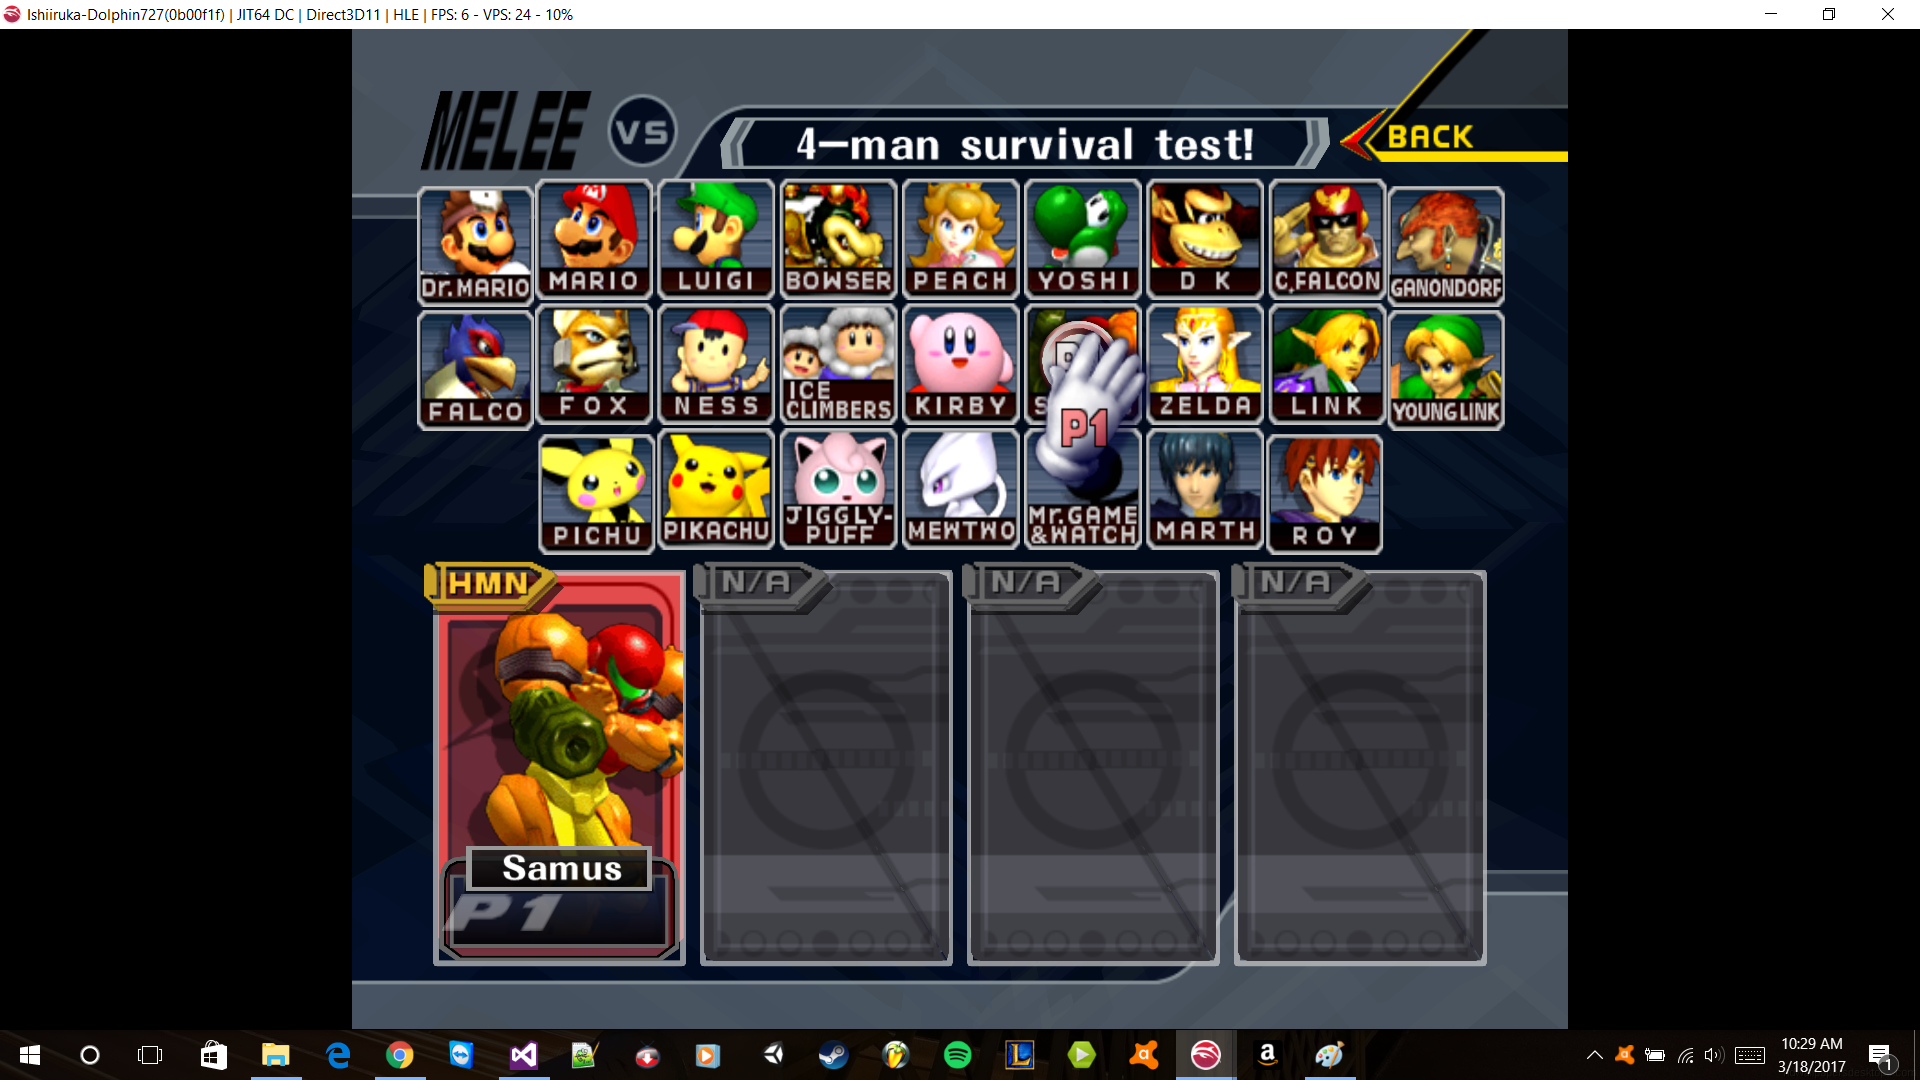 Ishiiruka-Dolphin727(0b00f1f) | JIT64 DC | Direct3D11 | HLE | FPS: 6 - VPS: 24 - 10%
MELEE VS 4-man survival test! BACK
Dr.MARIO MARIO LUIGI BOWSER PEACH YOSHI D K C,FALCON GANONDORF
FALCO FOX NESS ICE CLIMBERS KIRBY ZELDA LINK YOUNG LINK
P1
PICHU PIKACHU JIGGLY-PUFF MEWTWO Mr.GAME &WATCH MARTH ROY
HMN N/A N/A N/A
Samus
P1
10:29 AM
3/18/2017
1